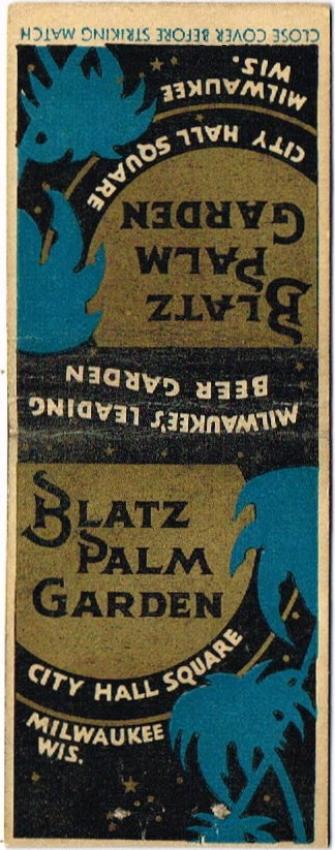 CLOSE COVER BEFORE STRIKING MATCH
MILWAUKEE
WIS.
CITY HALL SQUARE
BLATZ
PALM
GARDEN
MILWAUKEE'S LEADING
BEER GARDEN
BLATZ
PALM
GARDEN
CITY HALL SQUARE
MILWAUKEE
WIS.